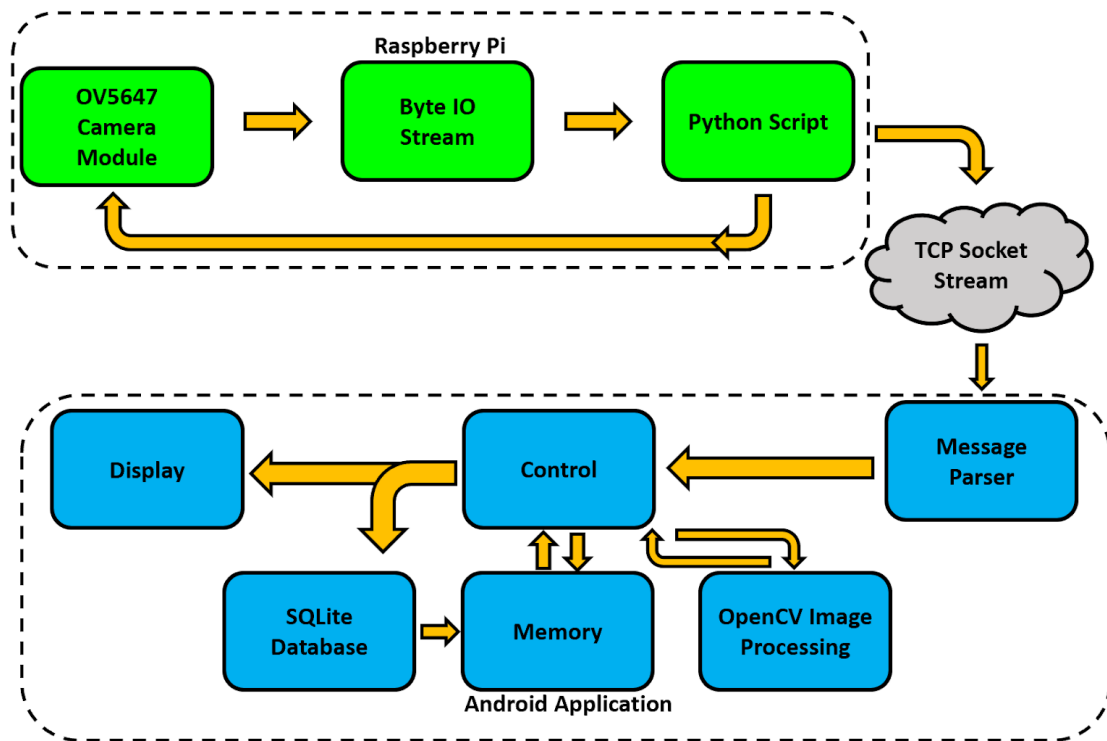 Raspberry Pi
OV5647
Camera
Module
Byte IO
Stream
Python Script
TCP Socket
Stream
Display
Control
Message
Parser
SQLite
Database
Memory
OpenCV Image
Processing
Android Application